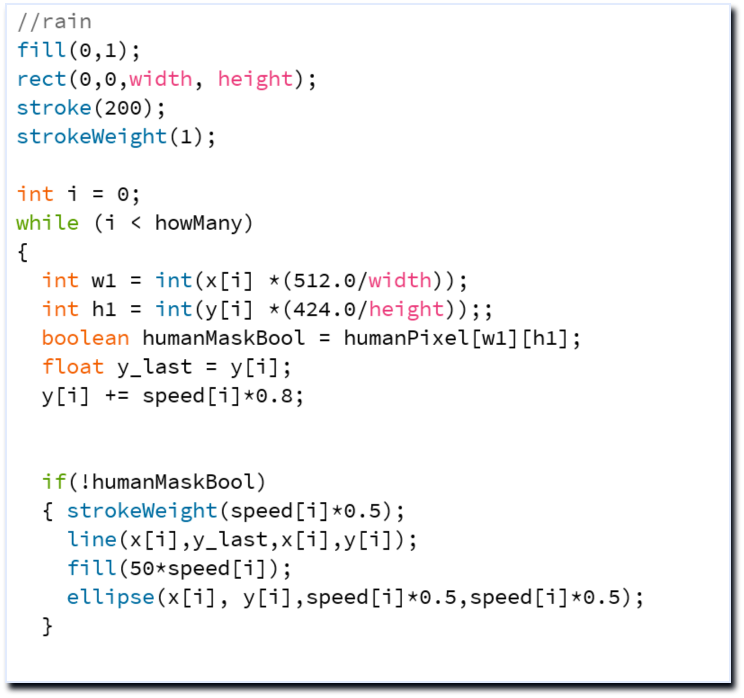 //rain
fill(0,1);
rect(0,0,width, height);
stroke(200);
strokeWeight(1);
int i = 0;
while (i < howMany)
{
int w1 = int(x[i] *(512.0/width));
int h1 = int(y[i] *(424.0/height));;
boolean humanMaskBool = humanPixel[w1][h1];
float y_last = y[i];
y[i] += speed[i]*0.8;
if(!humanMaskBool)
{ strokeWeight(speed[i]*0.5);
line(x[i],y_last,x[i],y[i]);
fill(50*speed[i]);
ellipse(x[i], y[i],speed[i]*0.5,speed[i]*0.5);
}